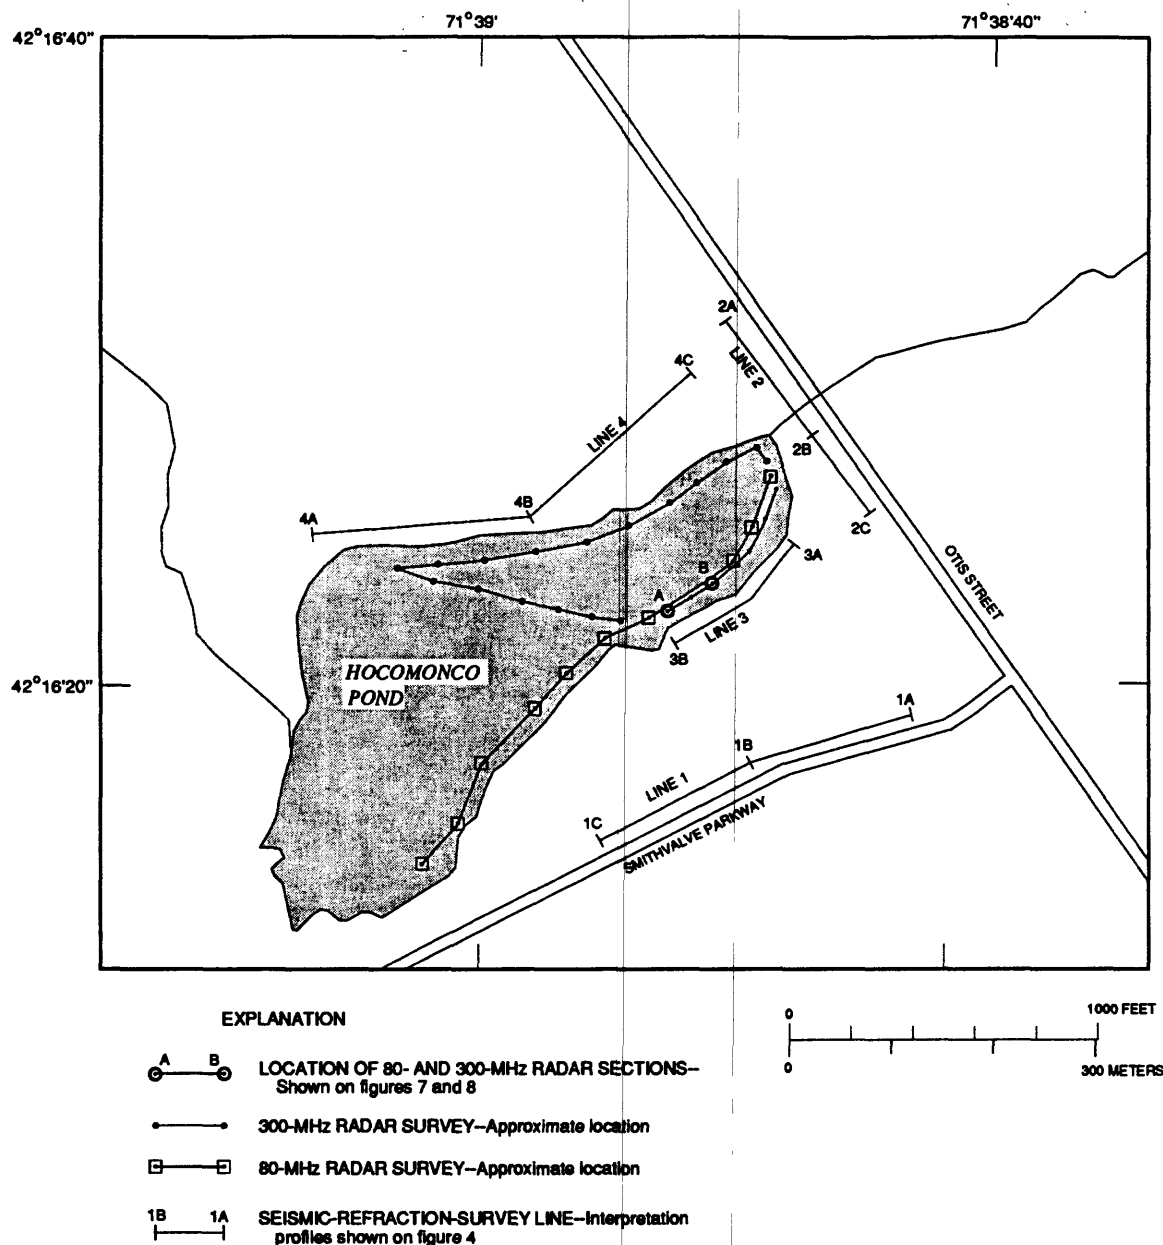 71°39' 71°38'40"
42°16'40"
2A
LINE 2
4C
LINE 4
2B
4B
4A
2C
3A
OTIS STREET
B
A
LINE 3
3B
HOCOMONCO
POND
42°16'20"
1A
1B
LINE 1
1C
SMITHVALVE PARKWAY
EXPLANATION
0 1000 FEET
0 300 METERS
A B
LOCATION OF 80- AND 300-MHz RADAR SECTIONS--
Shown on figures 7 and 8
300-MHz RADAR SURVEY--Approximate location
80-MHz RADAR SURVEY--Approximate location
1B 1A
SEISMIC-REFRACTION-SURVEY LINE--Interpretation
profiles shown on figure 4